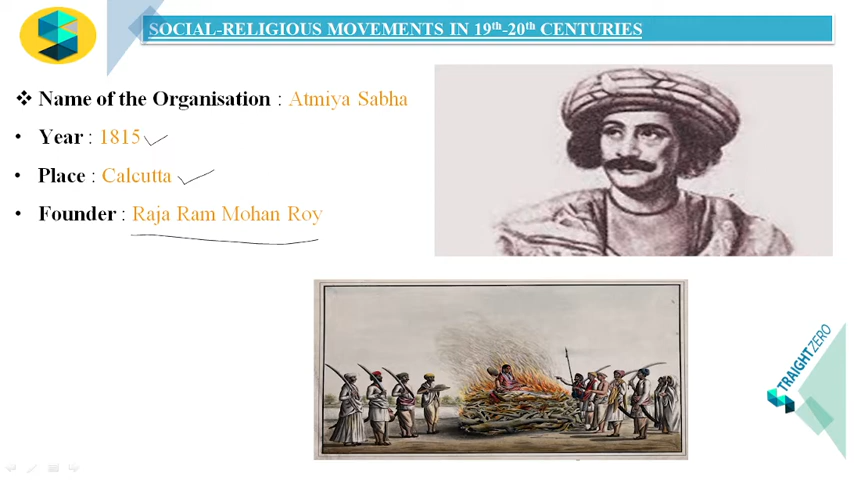 SOCIAL-RELIGIOUS MOVEMENTS IN 19th-20th CENTURIES
❖ Name of the Organisation : Atmiya Sabha
• Year : 1815
• Place : Calcutta
• Founder : Raja Ram Mohan Roy
TRAIGHTZERO